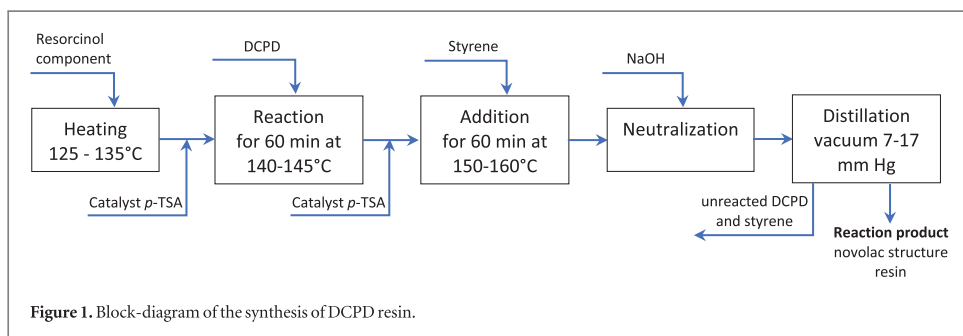 Resorcinol
component
DCPD
Styrene
NaOH
Heating
125 - 135°C
Reaction
for 60 min at
140-145°C
Addition
for 60 min at
150-160°C
Neutralization
Distillation
vacuum 7-17
mm Hg
Catalyst p-TSA
Catalyst p-TSA
unreacted DCPD
and styrene
Reaction product
novolac structure
resin
Figure 1. Block-diagram of the synthesis of DCPD resin.